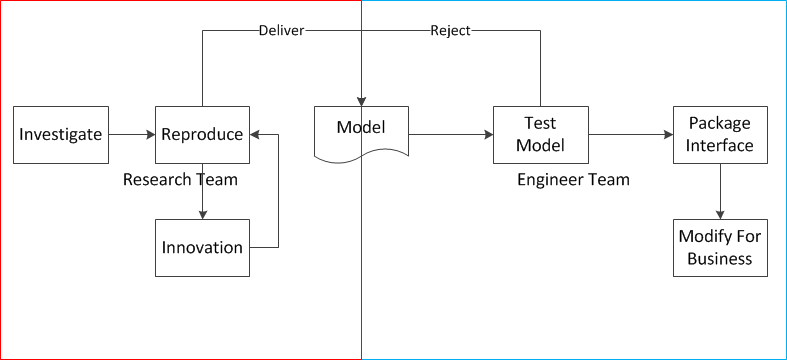 Deliver
Reject
Investigate
Reproduce
Model
Test
Model
Package
Interface
Research Team
Engineer Team
Innovation
Modify For
Business